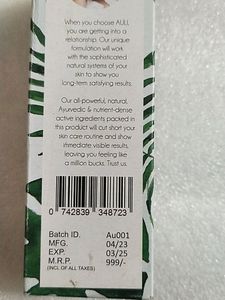 When you choose AULI,
you are getting into a
relationship. Our unique
formulation will work
with the sophisticated
natural systems of your
skin to show you
long-term satisfying results.
Our all-powerful, natural,
Ayurvedic & nutrient-dense
active ingredients packed in
this product will cut short your
skin care routine and show
immediate visible results,
leaving you feeling like
a million bucks. Trust us.
0 742839 348723
Batch ID. Au001
MFG. 04/23
EXP. 03/25
M.R.P. 999/-
(INCL. OF ALL TAXES)